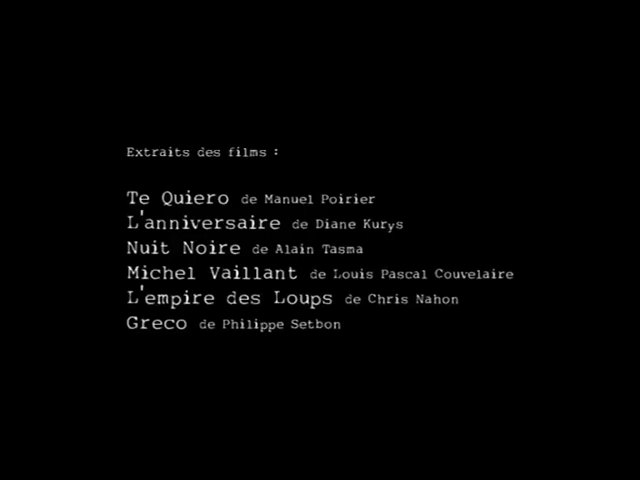 Extraits des films :
Te Quiero de Manuel Poirier
L'anniversaire de Diane Kurys
Nuit Noire de Alain Tasma
Michel Vaillant de Louis Pascal Couvelaire
L'empire des Loups de Chris Nahon
Greco de Philippe Setbon